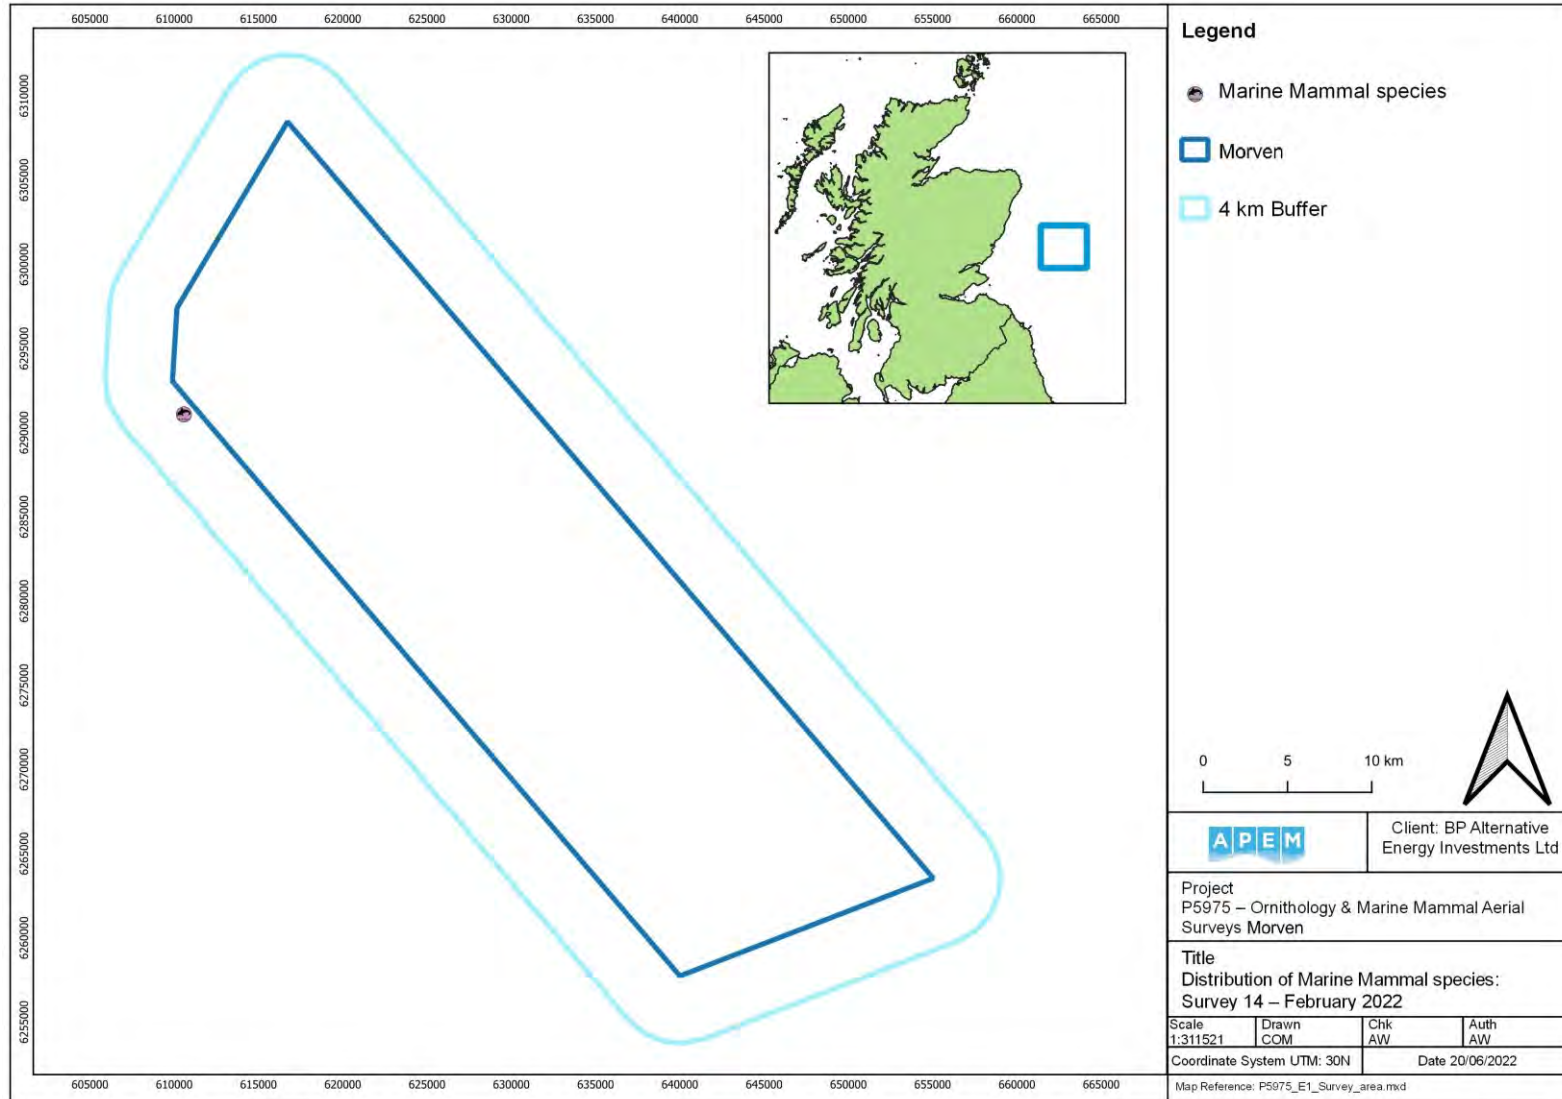 605000 610000 615000 620000 625000 630000 635000 640000 645000 650000 655000 660000 665000
6310000
6305000
6300000
6295000
6290000
6285000
6280000
6275000
6270000
6265000
6260000
6255000
605000 610000 615000 620000 625000 630000 635000 640000 645000 650000 655000 660000 665000
Legend
Marine Mammal species
Morven
4 km Buffer
0 5 10 km
APEM
Client: BP Alternative
Energy Investments Ltd
Project
P5975 – Ornithology & Marine Mammal Aerial
Surveys Morven
Title
Distribution of Marine Mammal species:
Survey 14 – February 2022
Scale Drawn Chk Auth
1:311521 COM AW AW
Coordinate System UTM: 30N Date 20/06/2022
Map Reference: P5975_E1_Survey_area.mxd